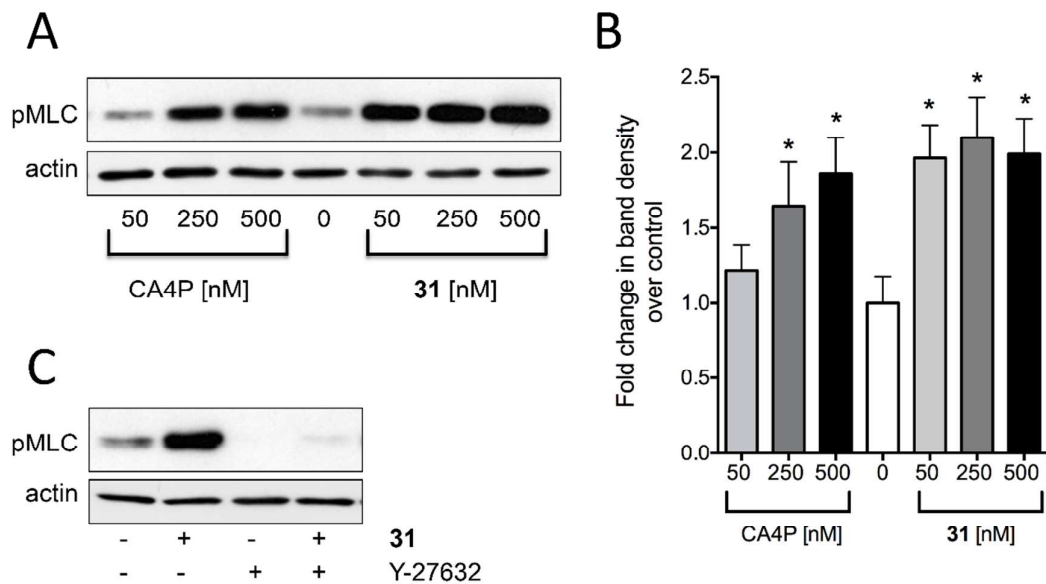 A
pMLC
actin
50 250 500 0 50 250 500
CA4P [nM] 31 [nM]
B
Fold change in band density
over control
2.5
2.0
1.5
1.0
0.5
0.0
* * * * *
50 250 500 0 50 250 500
CA4P [nM] 31 [nM]
C
pMLC
actin
- + - + 31
- - + + Y-27632